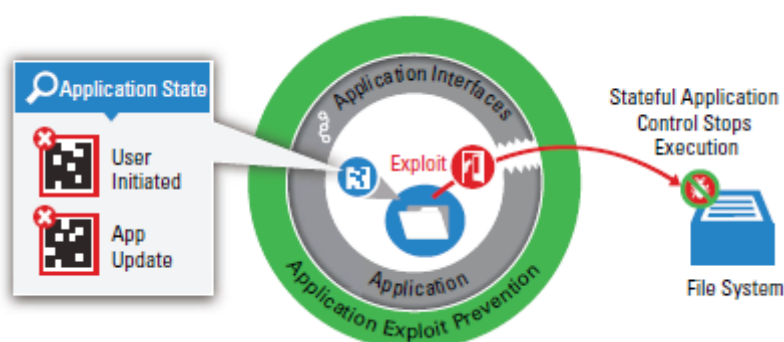 Application State
User
Initiated
App
Update
Application Interfaces
Exploit
Application
Application Exploit Prevention
Stateful Application
Control Stops
Execution
File System